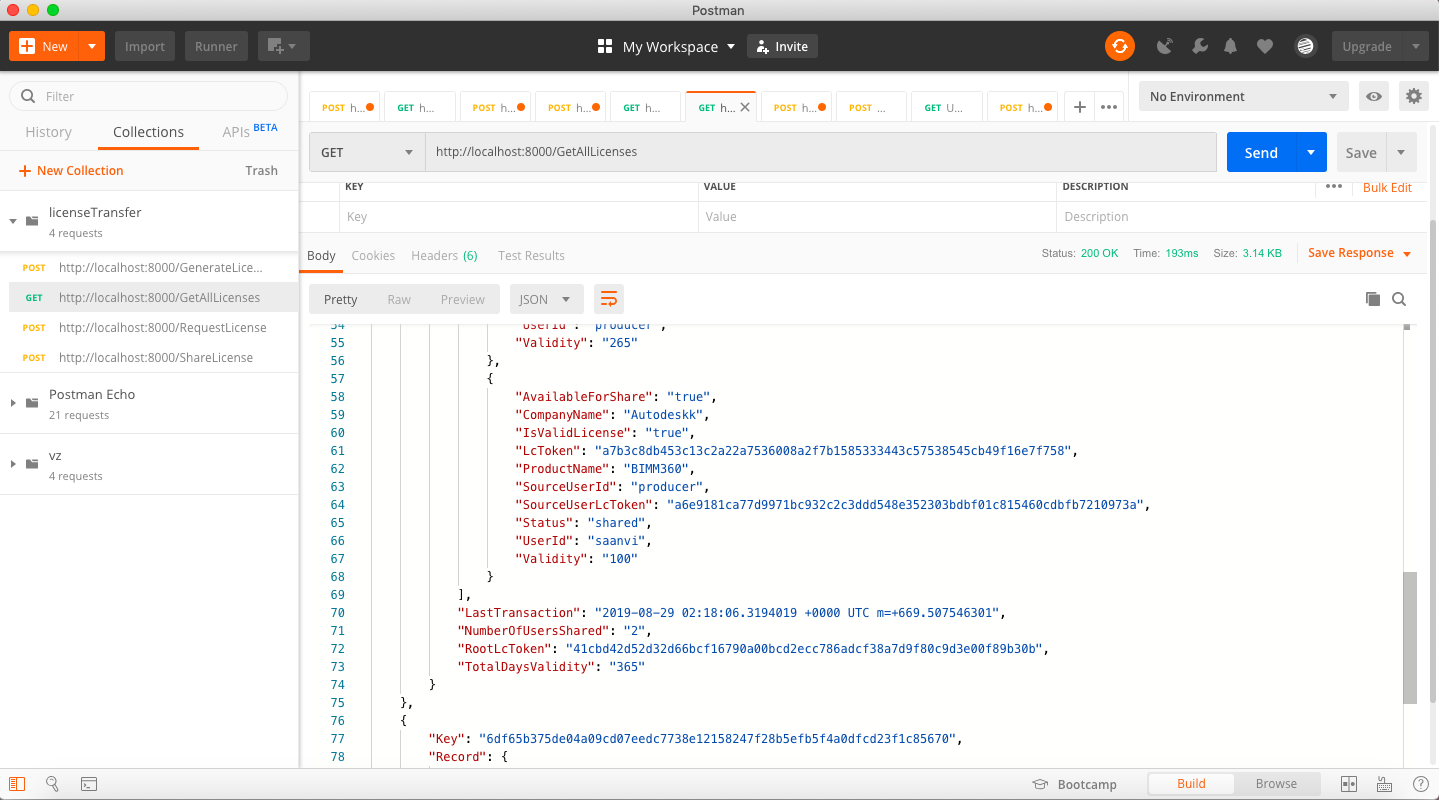 Postman
New
Import
Runner
My Workspace
Invite
Upgrade
Filter
History
Collections
APIs BETA
New Collection
Trash
licenseTransfer
4 requests
POST http://localhost:8000/GenerateLice...
GET http://localhost:8000/GetAllLicenses
POST http://localhost:8000/RequestLicense
POST http://localhost:8000/ShareLicense
Postman Echo
21 requests
vz
4 requests
POST h... GET h... POST h... POST h... GET h... GET h... POST h... POST ... GET U... POST h...
No Environment
GET http://localhost:8000/GetAllLicenses Send Save
KEY VALUE DESCRIPTION Bulk Edit
Key Value Description
Body Cookies Headers (6) Test Results
Status: 200 OK Time: 193ms Size: 3.14 KB Save Response
Pretty Raw Preview JSON
54 "UserId": "producer",
55 "Validity": "265"
56 },
57 {
58 "AvailableForShare": "true",
59 "CompanyName": "Autodeskk",
60 "IsValidLicense": "true",
61 "LcToken": "a7b3c8db453c13c2a22a7536008a2f7b1585333443c57538545cb49f16e7f758",
62 "ProductName": "BIMM360",
63 "SourceUserId": "producer",
64 "SourceUserLcToken": "a6e9181ca77d9971bc932c2c3ddd548e352303bdbf01c815460cdbfb7210973a",
65 "Status": "shared",
66 "UserId": "saanvi",
67 "Validity": "100"
68 }
69 ],
70 "LastTransaction": "2019-08-29 02:18:06.3194019 +0000 UTC m=+669.507546301",
71 "NumberOfUsersShared": "2",
72 "RootLcToken": "41cbd42d52d32d66bcf16790a00bcd2ecc786adcf38a7d9f80c9d3e00f89b30b",
73 "TotalDaysValidity": "365"
74 }
75 },
76 {
77 "Key": "6df65b375de04a09cd07eedc7738e12158247f28b5efb5f4a0dfcd23f1c85670",
78 "Record": {
Bootcamp
Build
Browse